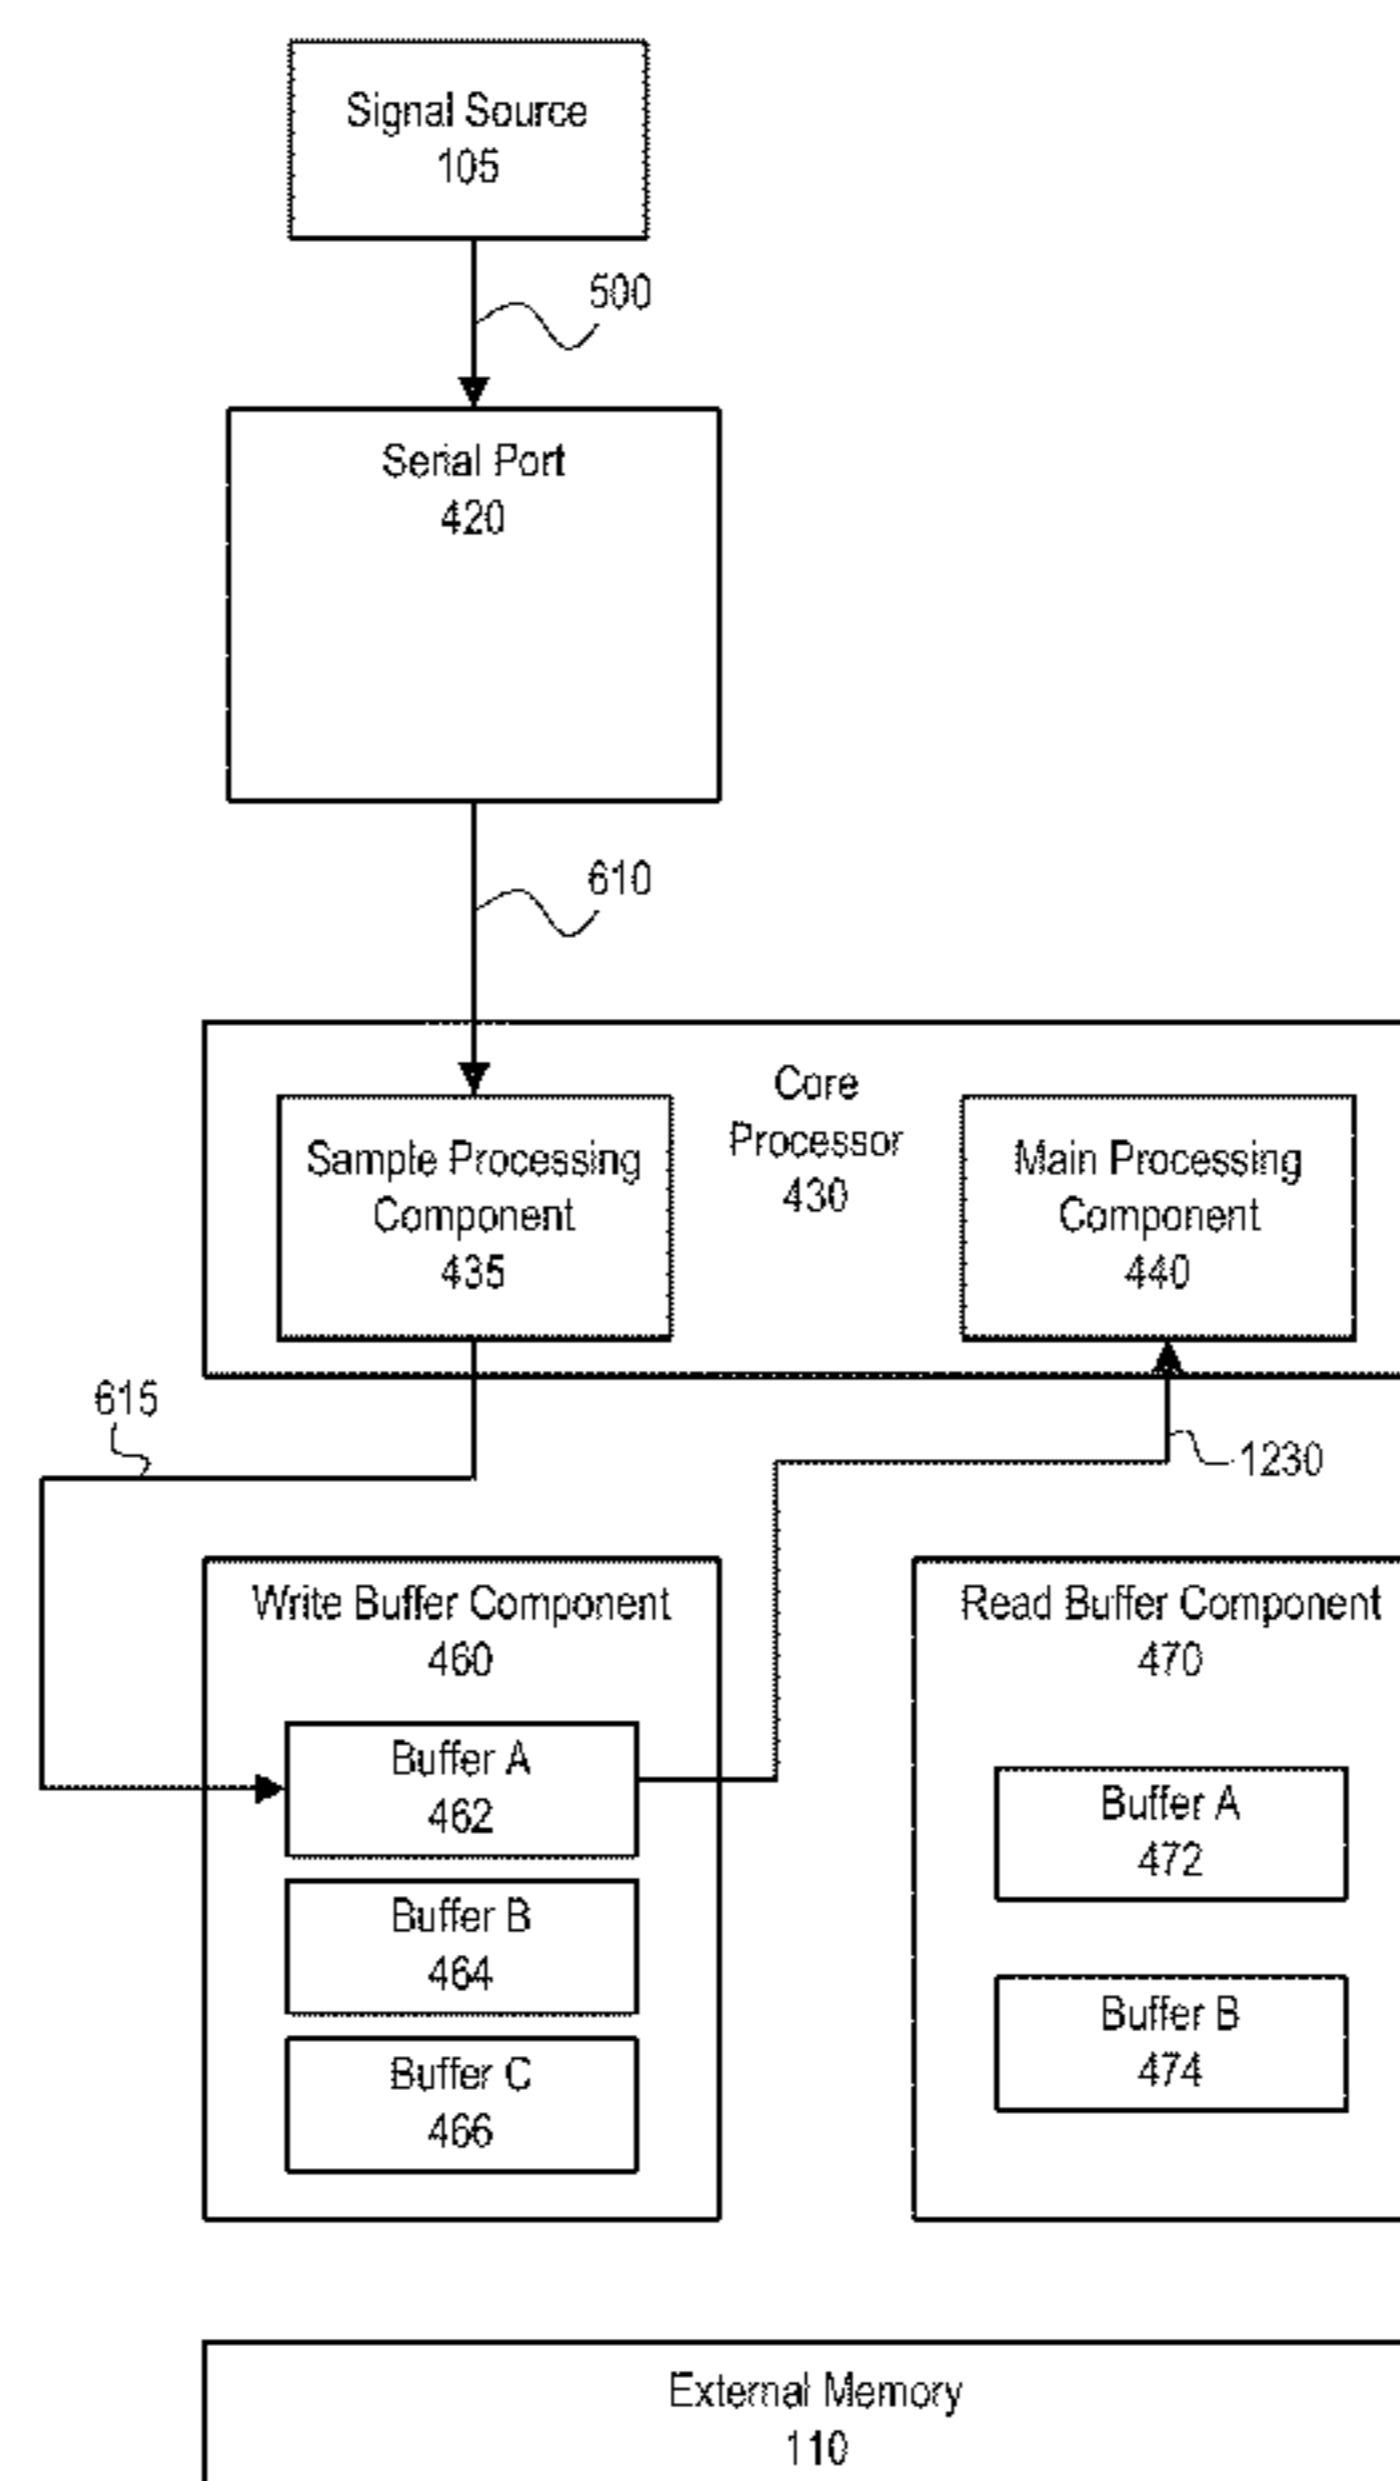 Signal Source
105
500
Serial Port
420
610
Core
Processor
430
Sample Processing
Component
435
Main Processing
Component
440
615
1230
Write Buffer Component
460
Buffer A
462
Buffer B
464
Buffer C
466
Read Buffer Component
470
Buffer A
472
Buffer B
474
External Memory
110